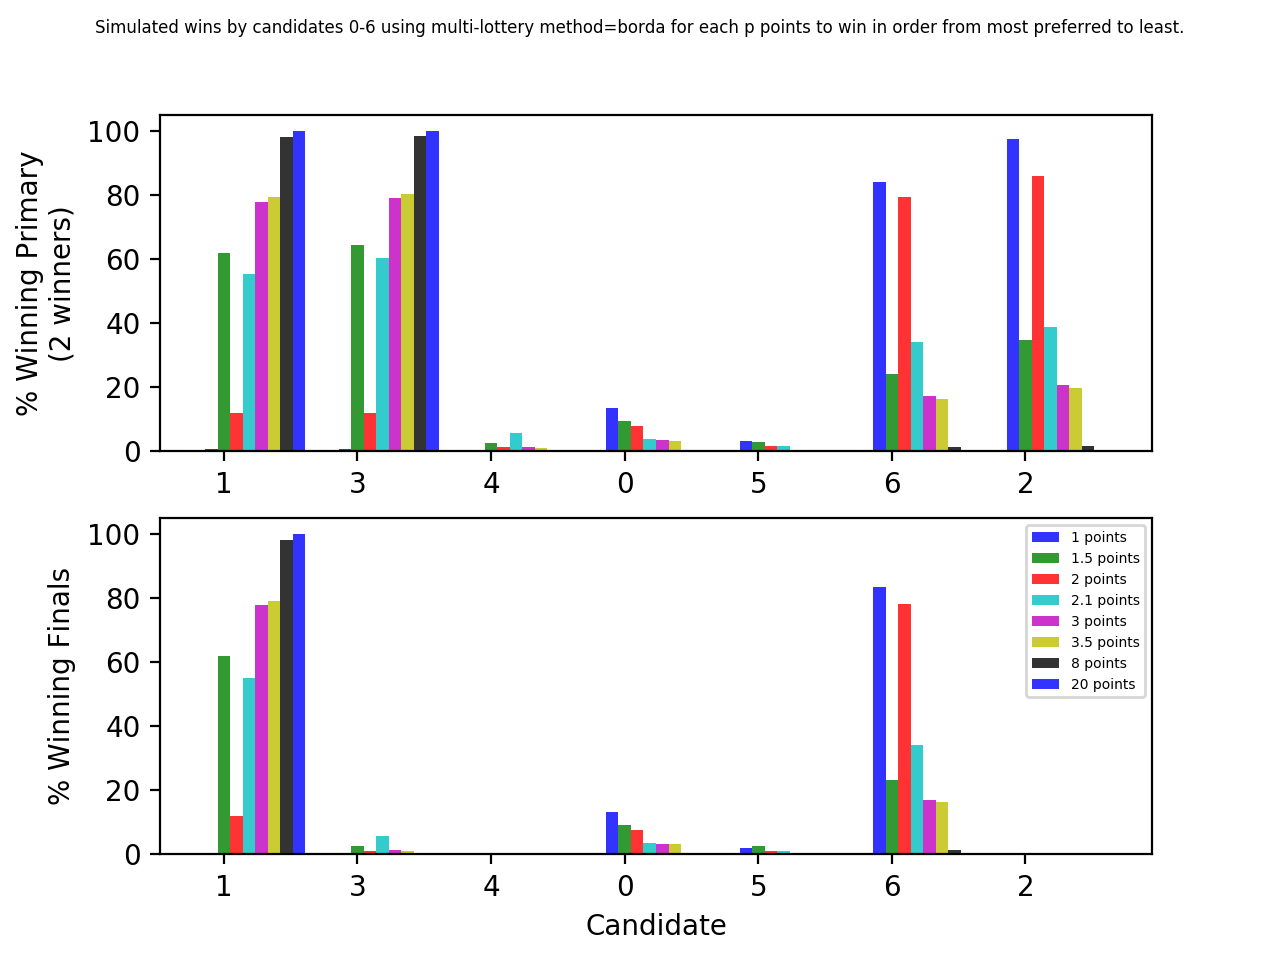 Simulated wins by candidates 0-6 using multi-lottery method=borda for each p points to win in order from most preferred to least.
% Winning Primary
(2 winners)
100
80
60
40
20
0
1 3 4 0 5 6 2
% Winning Finals
100
80
60
40
20
0
1 points
1.5 points
2 points
2.1 points
3 points
3.5 points
8 points
20 points
1 3 4 0 5 6 2
Candidate